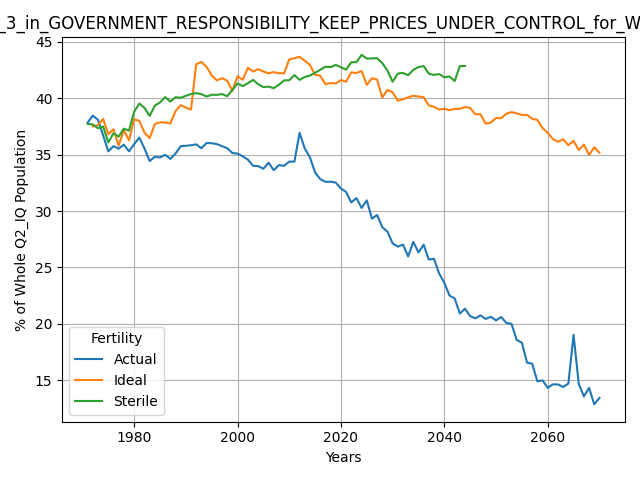 _3_in_GOVERNMENT_RESPONSIBILITY_KEEP_PRICES_UNDER_CONTROL_for_W
45
40
35
30
25
20
15
% of Whole Q2_IQ Population
Fertility
Actual
Ideal
Sterile
1980
2000
2020
2040
2060
Years